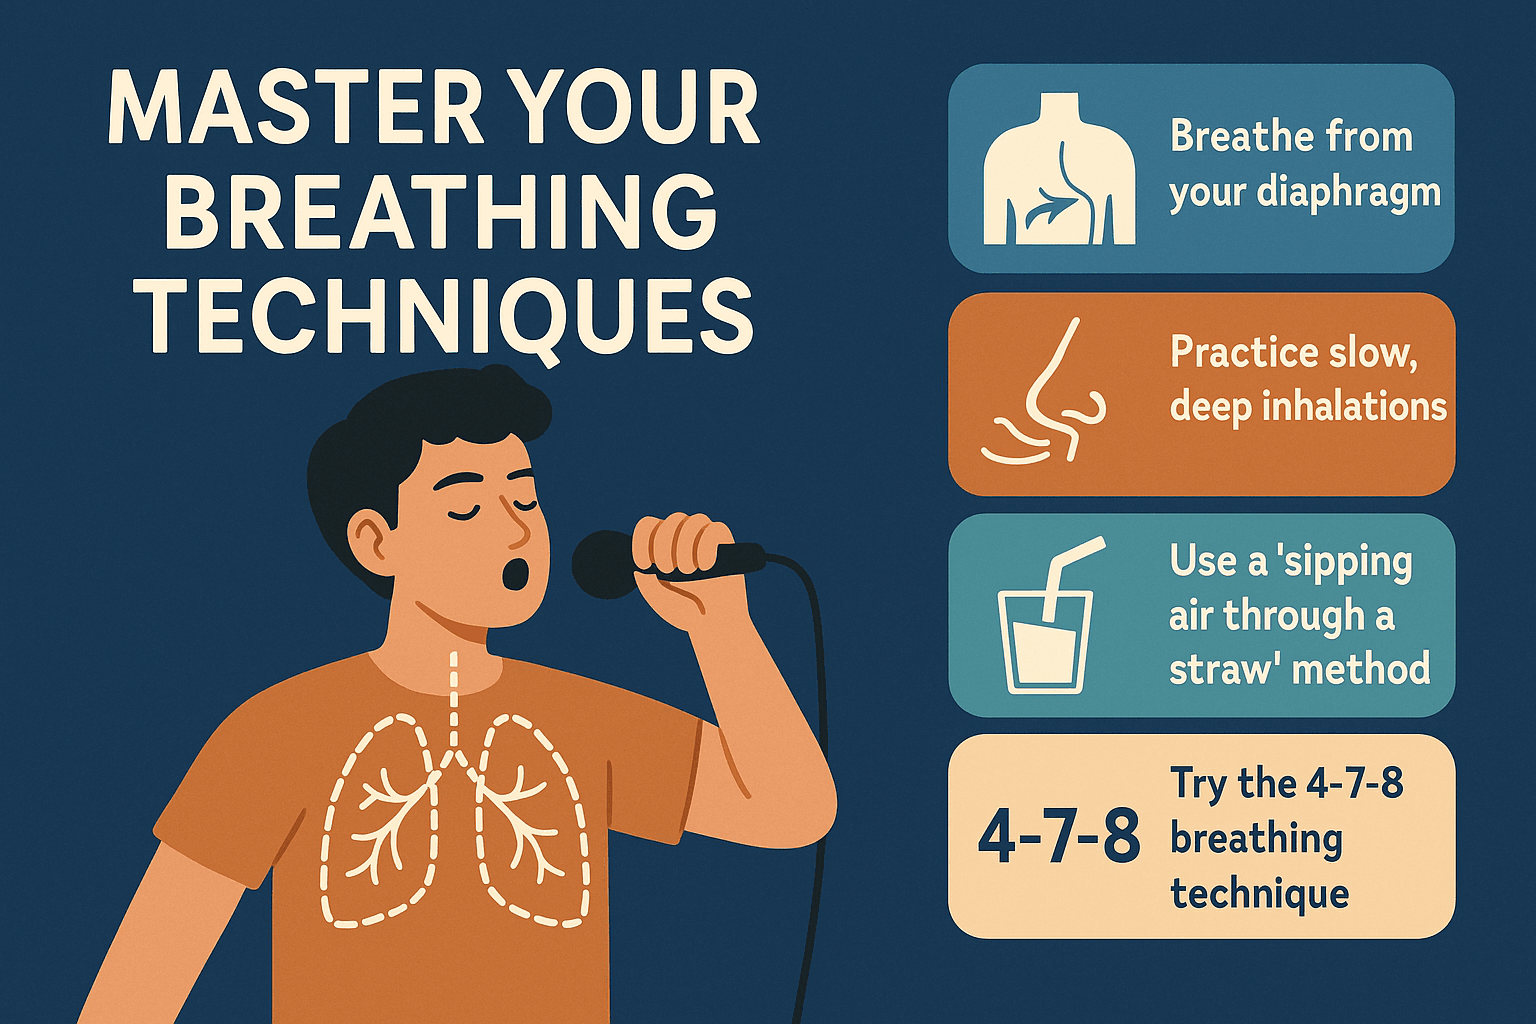 MASTER YOUR
BREATHING
TECHNIQUES
Breathe from
your diaphragm
Practice slow,
deep inhalations
Use a 'sipping
air through a
straw' method
4-7-8
Try the 4-7-8
breathing
technique